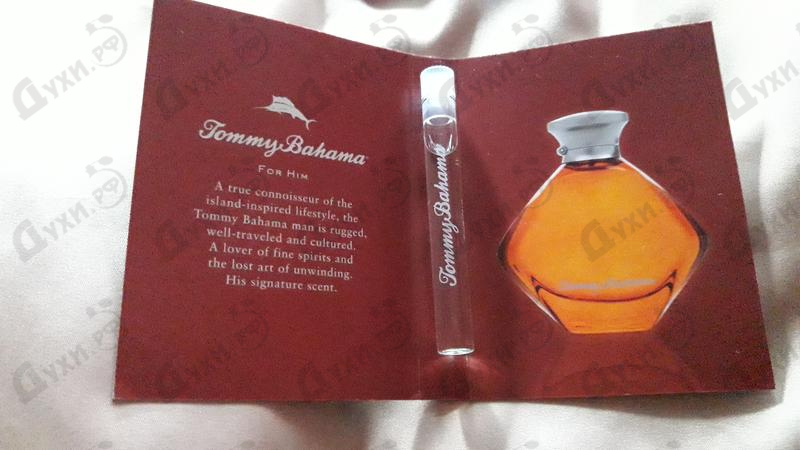 Tommy Bahama
FOR HIM
A true connoisseur of the
island-inspired lifestyle, the
Tommy Bahama man is rugged,
well-traveled and cultured.
A lover of fine spirits and
the lost art of unwinding.
His signature scent.
Tommy Bahama
Tommy Bahama
Духи.РФ